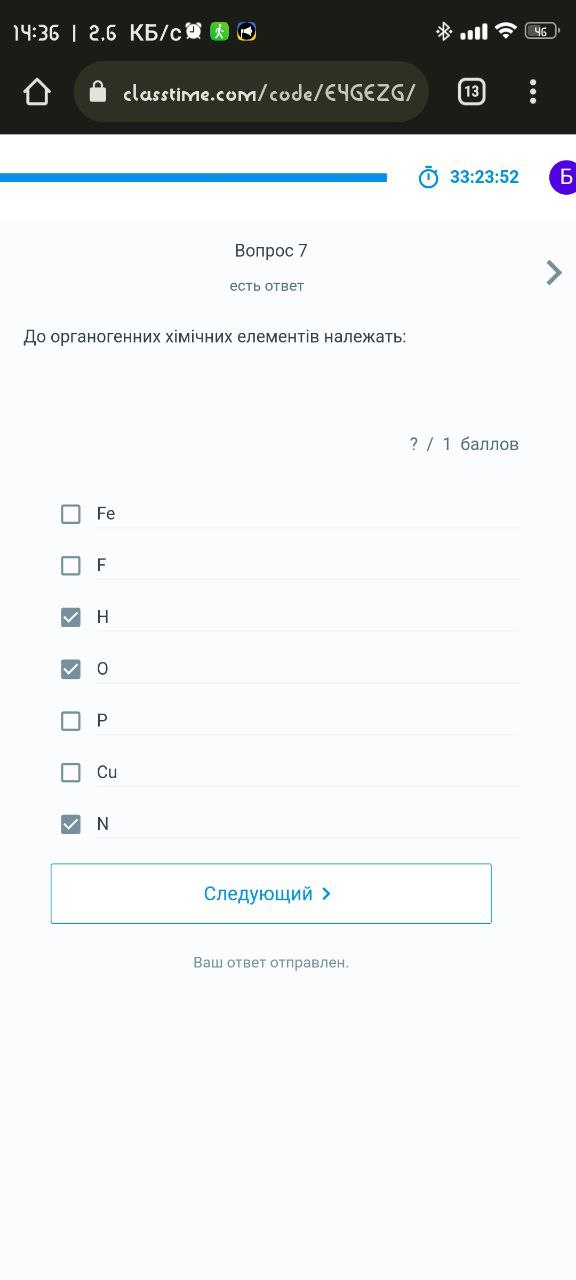 14:36 | 2.6 КБ/с 46
classtime.com/code/E4GEZG/ 13
33:23:52 Б
Вопрос 7
есть ответ
До органогенних хімічних елементів належать:
? / 1 баллов
Fe
F
H
O
P
Cu
N
Следующий
Ваш ответ отправлен.